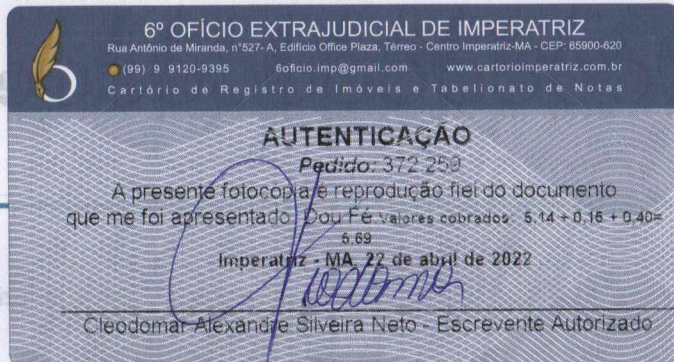 6º OFÍCIO EXTRAJUDICIAL DE IMPERATRIZ
Rua Antônio de Miranda, n°527- A, Edifício Office Plaza, Térreo - Centro Imperatriz-MA - CEP: 65900-620
(99) 9 9120-9395 6oficio.imp@gmail.com www.cartorioimperatriz.com.br
Cartório de Registro de Imóveis e Tabelionato de Notas
AUTENTICAÇÃO
Pedido: 372.259
A presente fotocopia é reprodução fiel do documento
que me foi apresentado. Dou Fé. Valores cobrados: 5,14 + 0,15 + 0,40=
5,69
Imperatriz - MA, 22 de abril de 2022
Cleodomar Alexandre Silveira Neto - Escrevente Autorizado